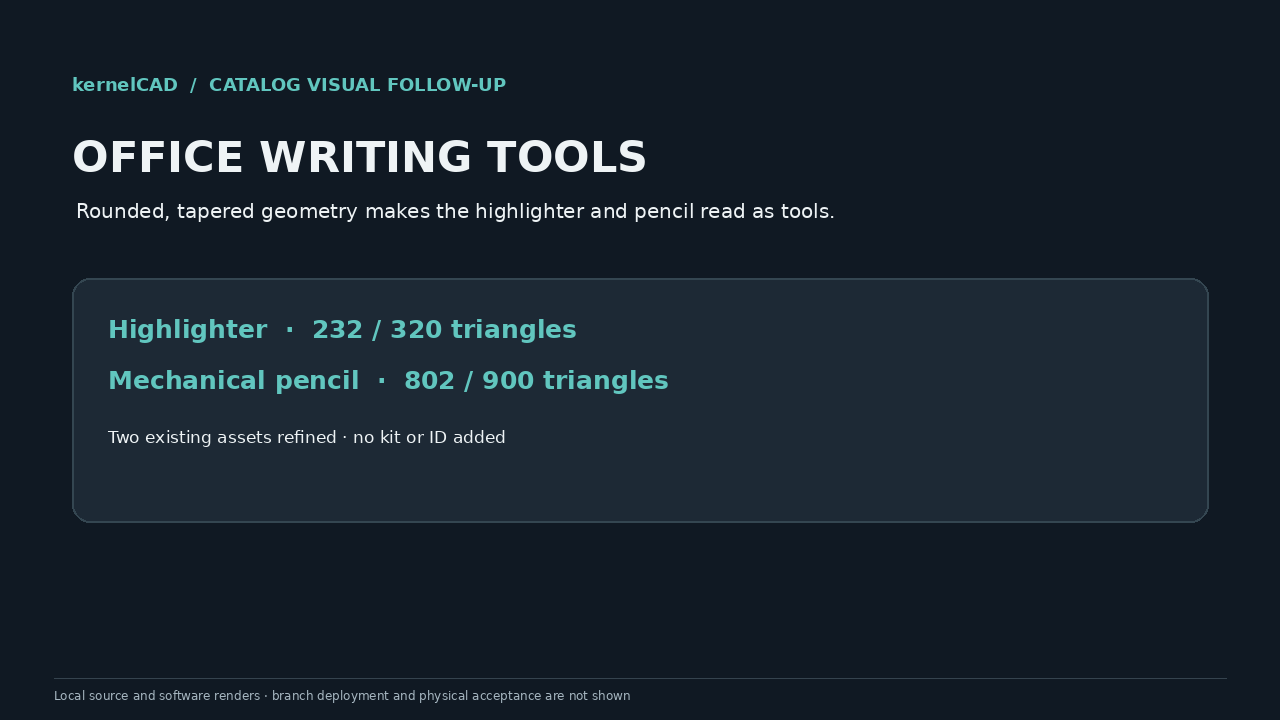 kernelCAD / CATALOG VISUAL FOLLOW-UP
OFFICE WRITING TOOLS
Rounded, tapered geometry makes the highlighter and pencil read as tools.
Highlighter · 232 / 320 triangles
Mechanical pencil · 802 / 900 triangles
Two existing assets refined · no kit or ID added
Local source and software renders · branch deployment and physical acceptance are not shown